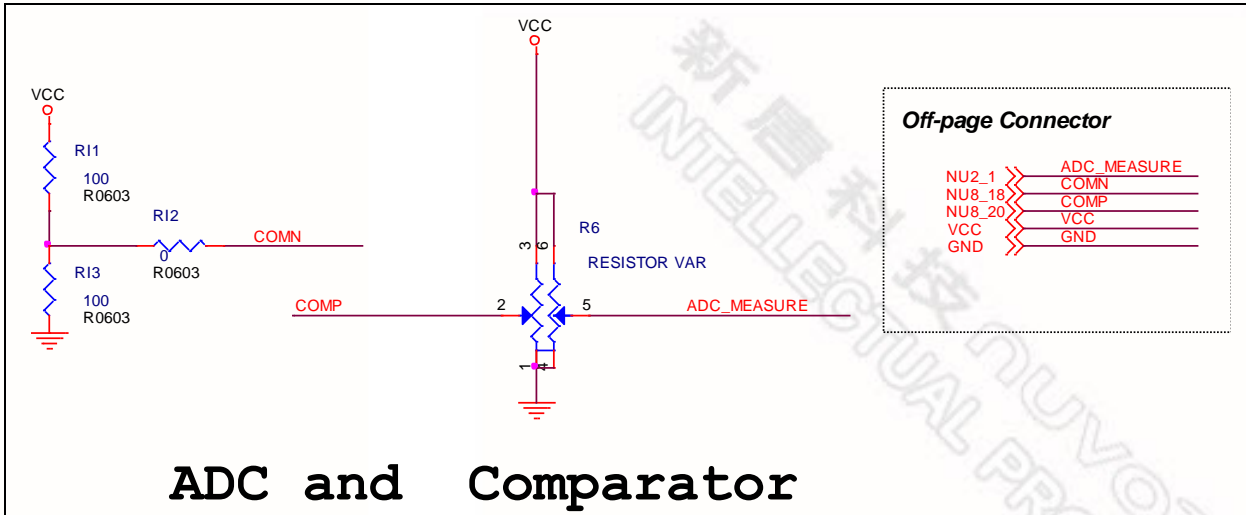 VCC
RI1
100
R0603
RI2
0
R0603
COMN
RI3
100
R0603
VCC
3
6
R6
RESISTOR VAR
COMP
2
5
ADC_MEASURE
1
4
Off-page Connector
NU2_1 ADC_MEASURE
NU8_18 COMN
NU8_20 COMP
VCC VCC
GND GND
ADC and Comparator
新唐科技 nuvo
INTELLECTUAL PRO